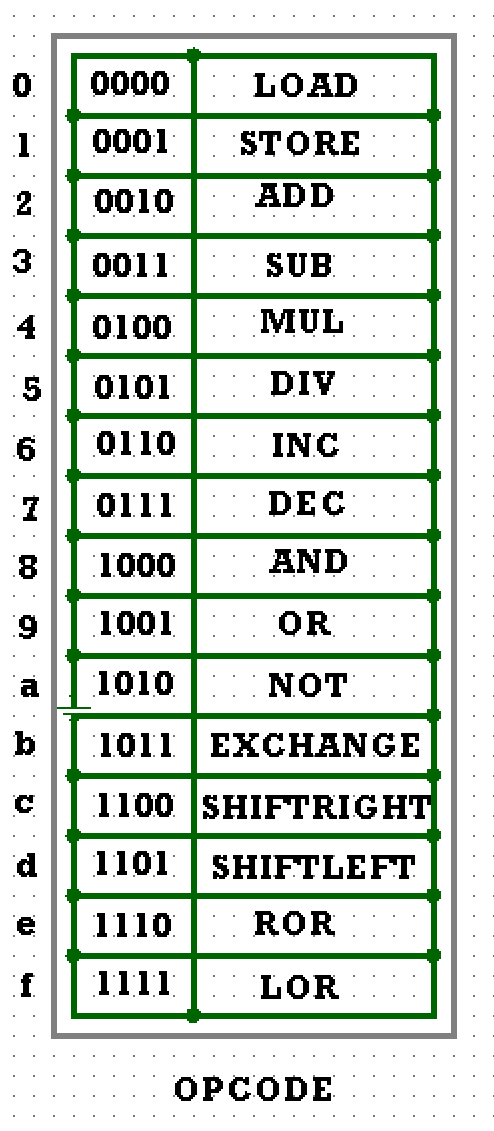 0 0000 LOAD
1 0001 STORE
2 0010 ADD
3 0011 SUB
4 0100 MUL
5 0101 DIV
6 0110 INC
7 0111 DEC
8 1000 AND
9 1001 OR
a 1010 NOT
b 1011 EXCHANGE
c 1100 SHIFTRIGHT
d 1101 SHIFTLEFT
e 1110 ROR
f 1111 LOR
OPCODE